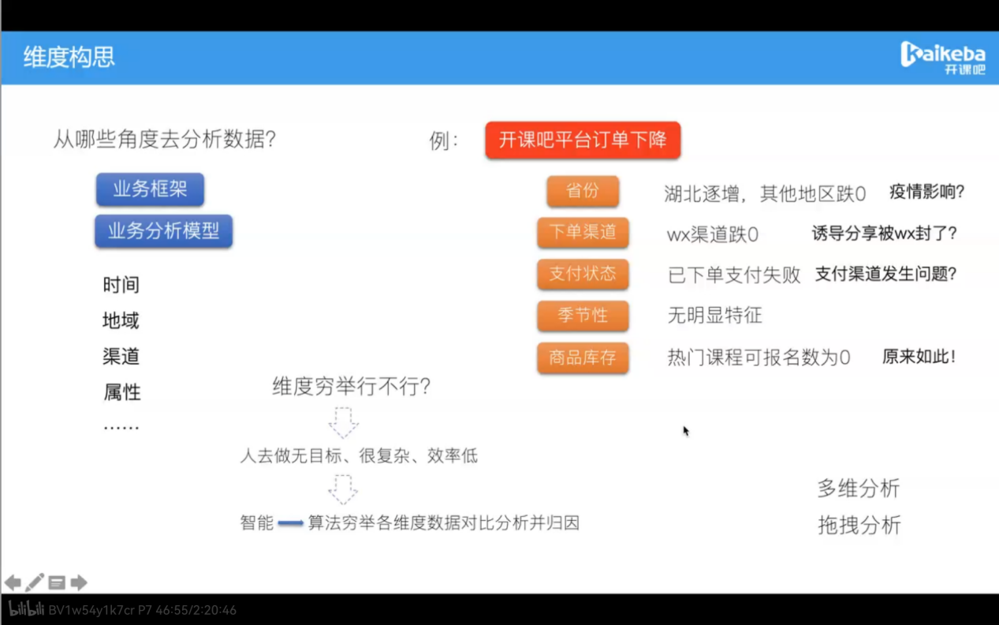 维度构思
kaikeba
开课吧
从哪些角度去分析数据?
业务框架
业务分析模型
时间
地域
渠道
属性
……
维度穷举行不行?
人去做无目标、很复杂、效率低
智能 算法穷举各维度数据对比分析并归因
例: 开课吧平台订单下降
省份 湖北逐增,其他地区跌0 疫情影响?
下单渠道 wx渠道跌0 诱导分享被wx封了?
支付状态 已下单支付失败 支付渠道发生问题?
季节性 无明显特征
商品库存 热门课程可报名数为0 原来如此!
多维分析
拖拽分析
bilibili BV1w54y1k7cr P7 46:55/2:20:46